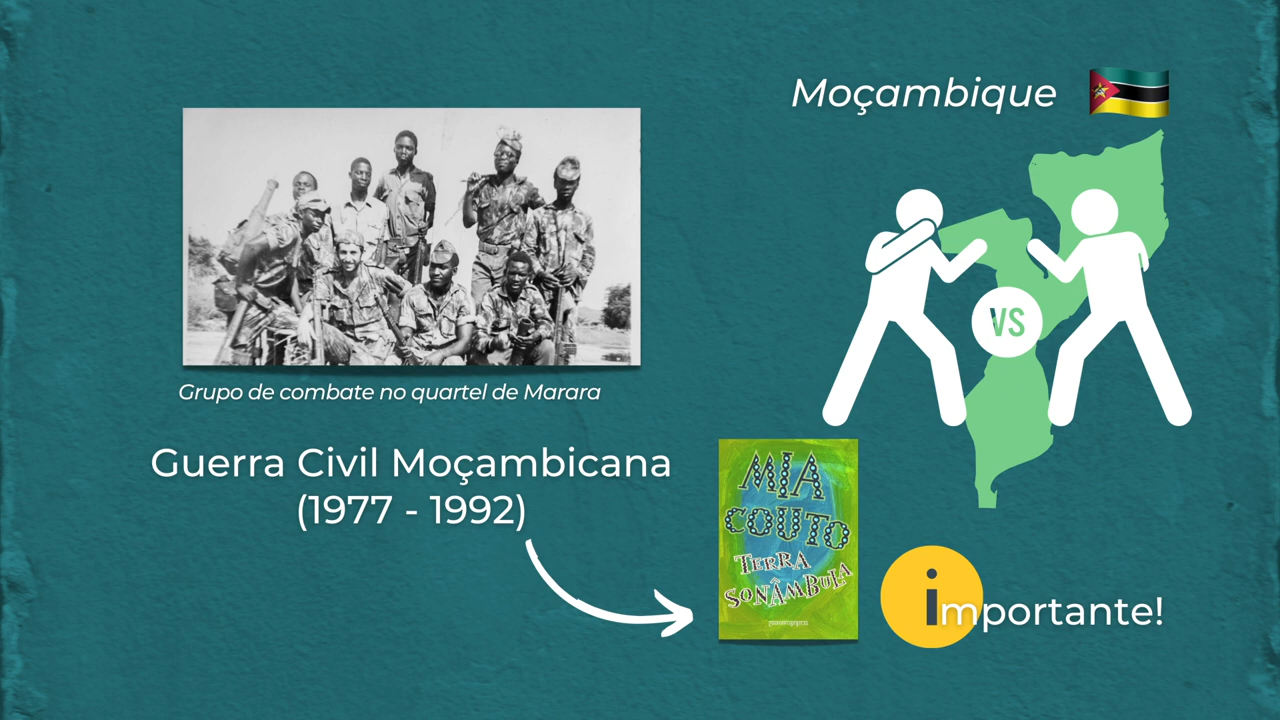 Moçambique
Grupo de combate no quartel de Marara
VS
Guerra Civil Moçambicana
(1977 - 1992)
MIA
COUTO
TERRA
SONÂMBULA
importante!